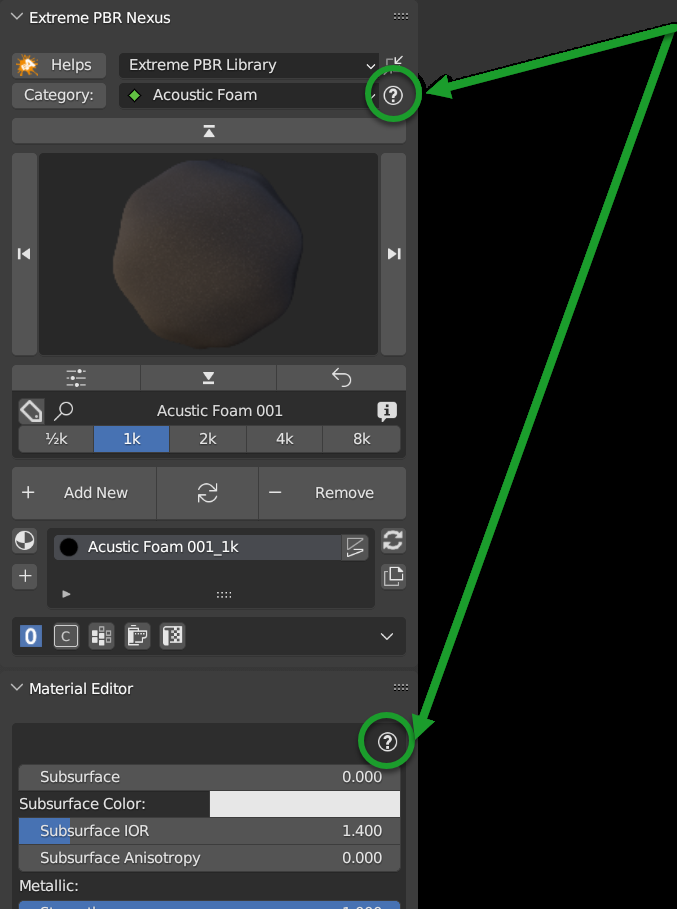 Extreme PBR Nexus
Helps Extreme PBR Library
Category: Acoustic Foam
Acustic Foam 001
½k 1k 2k 4k 8k
+ Add New − Remove
Acustic Foam 001_1k
0 C
Material Editor
Subsurface 0.000
Subsurface Color:
Subsurface IOR 1.400
Subsurface Anisotropy 0.000
Metallic: